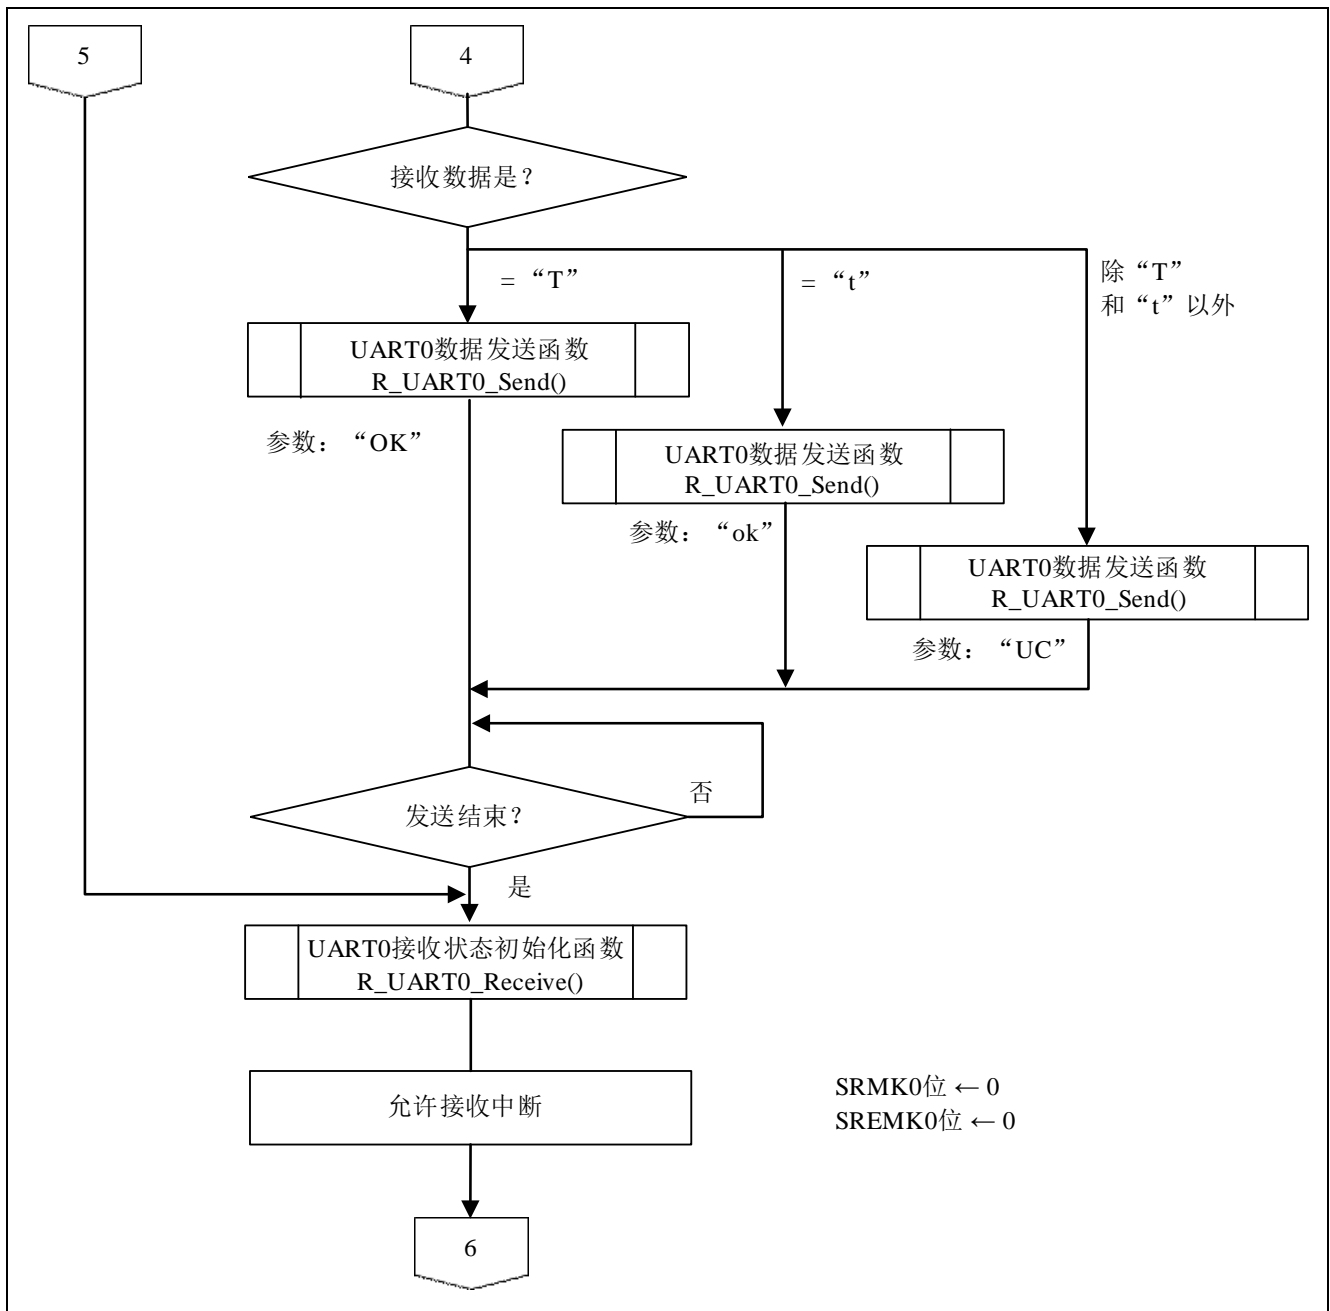 5
4
接收数据是？
= “T”
= “t”
除“T”
和“t”以外
UART0数据发送函数
R_UART0_Send()
参数：“OK”
UART0数据发送函数
R_UART0_Send()
参数：“ok”
UART0数据发送函数
R_UART0_Send()
参数：“UC”
否
发送结束？
是
UART0接收状态初始化函数
R_UART0_Receive()
允许接收中断
SRMK0位 ← 0
SREMK0位 ← 0
6